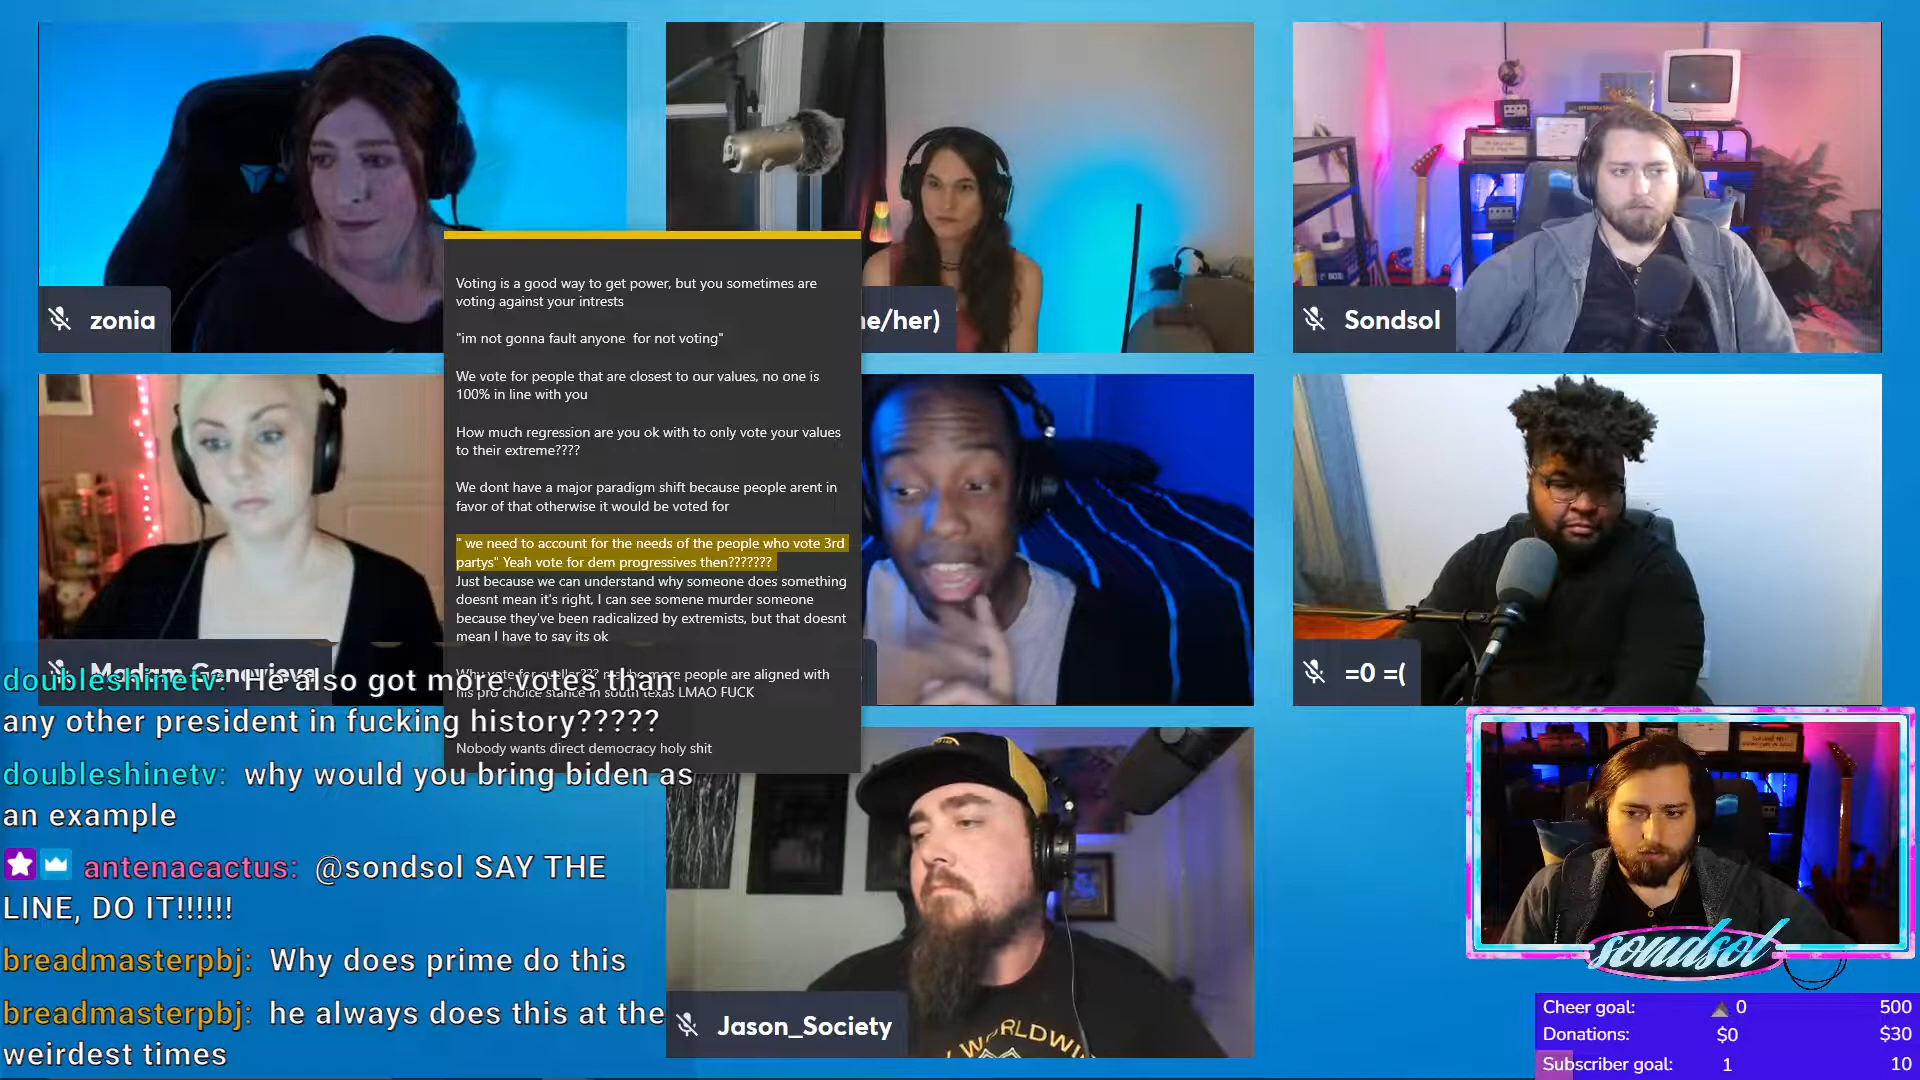 zonia
ne/her)
Sondsol
Voting is a good way to get power, but you sometimes are
voting against your intrests
"im not gonna fault anyone  for not voting"
We vote for people that are closest to our values, no one is
100% in line with you
How much regression are you ok with to only vote your values
to their extreme????
We dont have a major paradigm shift because people arent in
favor of that otherwise it would be voted for
" we need to account for the needs of the people who vote 3rd
partys" Yeah vote for dem progressives then???????
Just because we can understand why someone does something
doesnt mean it's right, I can see somene murder someone
because they've been radicalized by extremists, but that doesnt
mean I have to say its ok
Why vote for more people are aligned with
his pro choice stance in south texas LMAO FUCK
Nobody wants direct democracy holy shit
Madam Genevieve
=0 =(
doubleshinetv: He also got more votes than
any other president in fucking history?????
doubleshinetv: why would you bring biden as
an example
antenacactus: @sondsol SAY THE
LINE, DO IT!!!!!!
breadmasterpbj: Why does prime do this
breadmasterpbj: he always does this at the
weirdest times
Jason_Society
WORLDWI
sondsol
Cheer goal: 0 500
Donations: $0 $30
Subscriber goal: 1 10